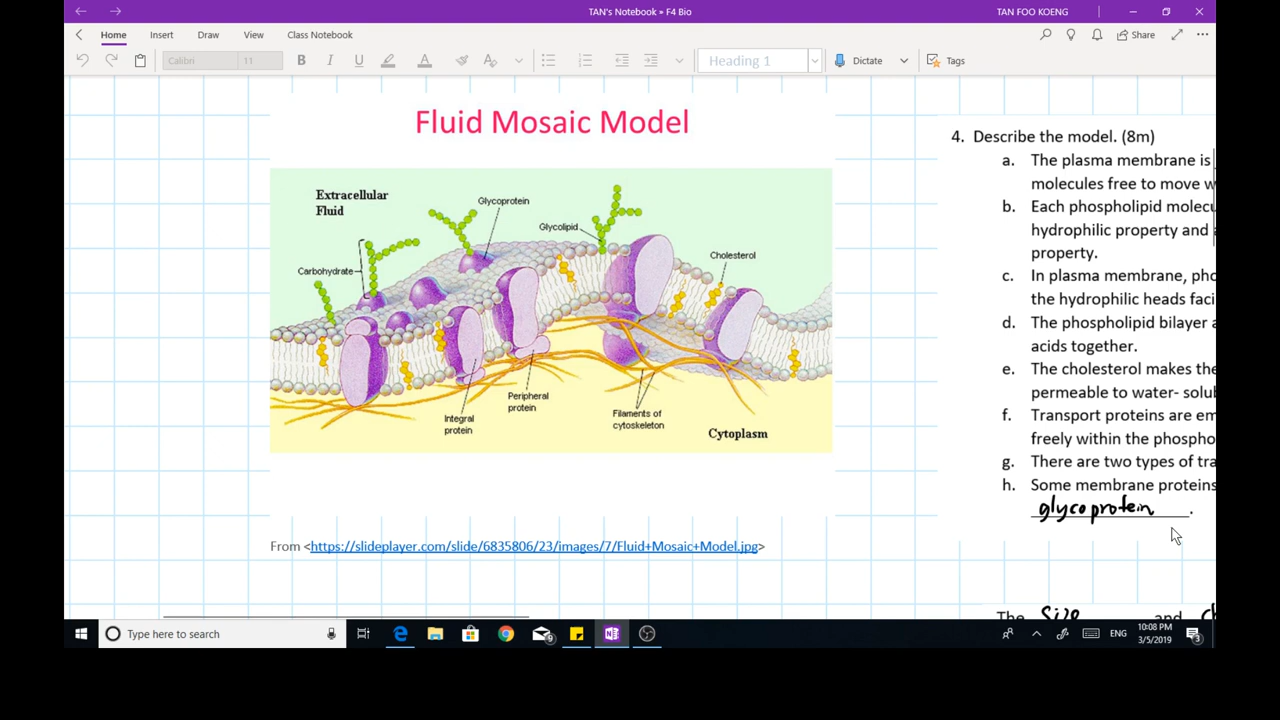 TAN's Notebook » F4 Bio
TAN FOO KOENG
Home Insert Draw View Class Notebook
Share
Calibri 11
B I U A
Heading 1
Dictate
Tags
Fluid Mosaic Model
Extracellular
Fluid
Glycoprotein
Glycolipid
Cholesterol
Carbohydrate
Peripheral
protein
Integral
protein
Filaments of
cytoskeleton
Cytoplasm
From <https://slideplayer.com/slide/6835806/23/images/7/Fluid+Mosaic+Model.jpg>
4. Describe the model. (8m)
a. The plasma membrane is
molecules free to move w
b. Each phospholipid molecu
hydrophilic property and a
property.
c. In plasma membrane, pho
the hydrophilic heads faci
d. The phospholipid bilayer a
acids together.
e. The cholesterol makes the
permeable to water- solub
f. Transport proteins are em
freely within the phospho
g. There are two types of tra
h. Some membrane proteins
glycoprotein.
The size and
Type here to search
9
ENG
10:08 PM
3/5/2019
3